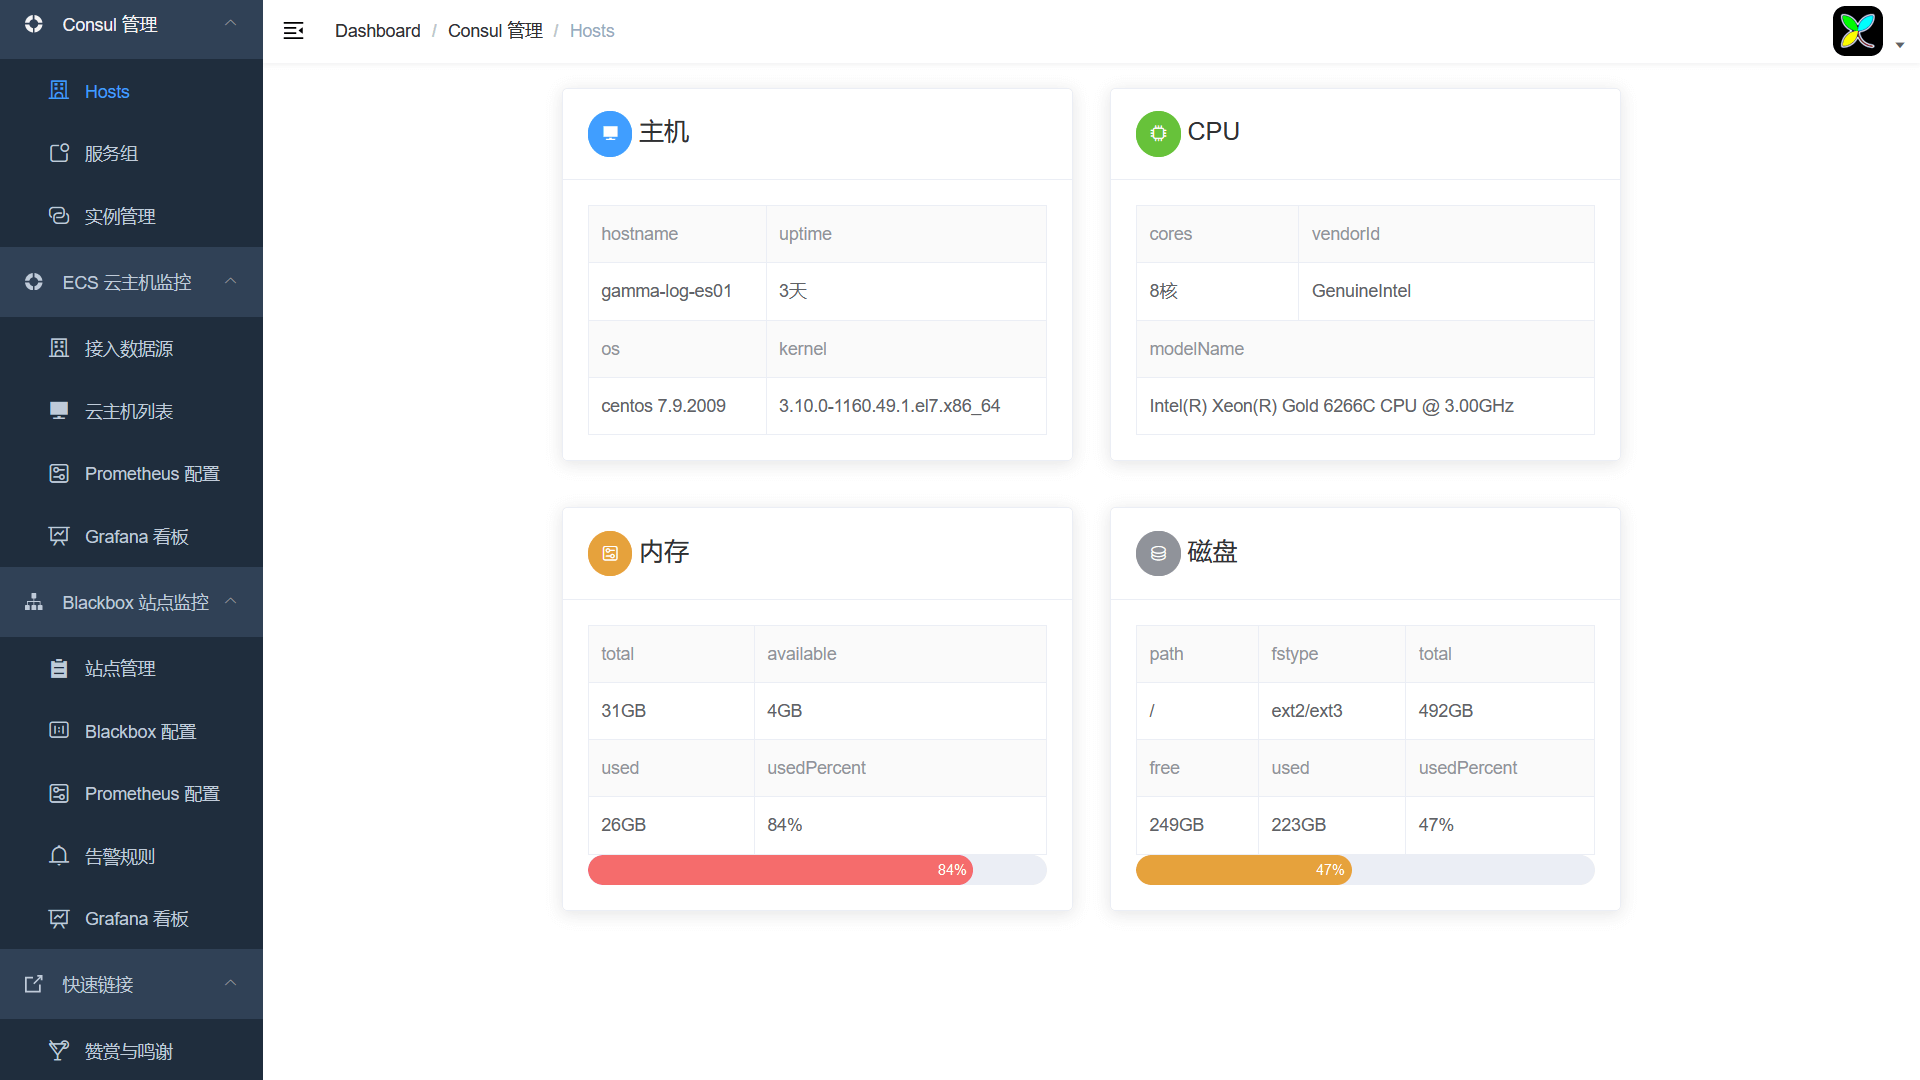 Consul 管理
Hosts
服务组
实例管理
ECS 云主机监控
接入数据源
云主机列表
Prometheus 配置
Grafana 看板
Blackbox 站点监控
站点管理
Blackbox 配置
Prometheus 配置
告警规则
Grafana 看板
快速链接
赞赏与鸣谢
Dashboard / Consul 管理 / Hosts
主机
hostname uptime
gamma-log-es01 3天
os kernel
centos 7.9.2009 3.10.0-1160.49.1.el7.x86_64
CPU
cores vendorId
8核 GenuineIntel
modelName
Intel(R) Xeon(R) Gold 6266C CPU @ 3.00GHz
内存
total available
31GB 4GB
used usedPercent
26GB 84%
84%
磁盘
path fstype total
/ ext2/ext3 492GB
free used usedPercent
249GB 223GB 47%
47%